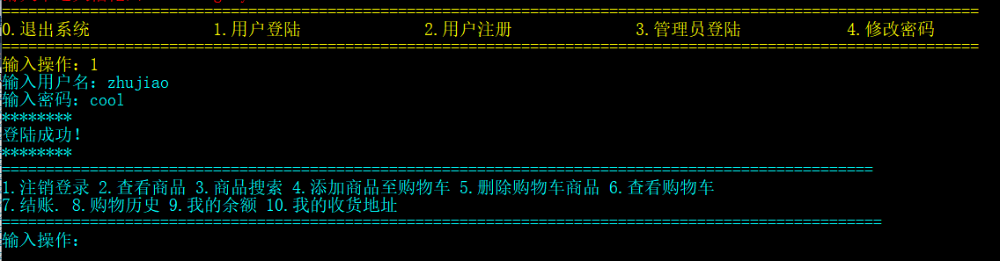 ===============================================================================================================
0.退出系统 1.用户登陆 2.用户注册 3.管理员登陆 4.修改密码
===============================================================================================================
输入操作：1
输入用户名：zhujiao
输入密码：cool
********
登陆成功！
********
===================================================================================================
1.注销登录 2.查看商品 3.商品搜索 4.添加商品至购物车 5.删除购物车商品 6.查看购物车
7.结账. 8.购物历史 9.我的余额 10.我的收货地址
====================================================================================================
输入操作：